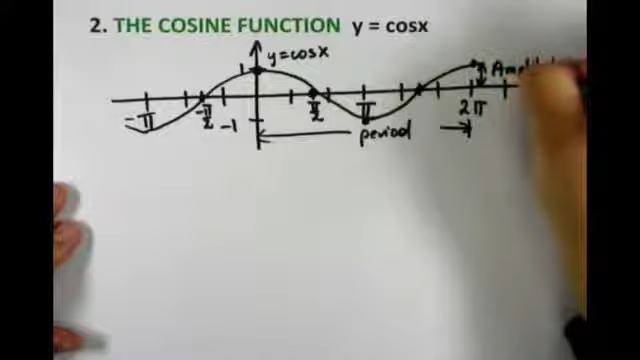 2. THE COSINE FUNCTION y = cosx
y=cosx
1
-π
-π/2
-1
π/2
π
2π
period